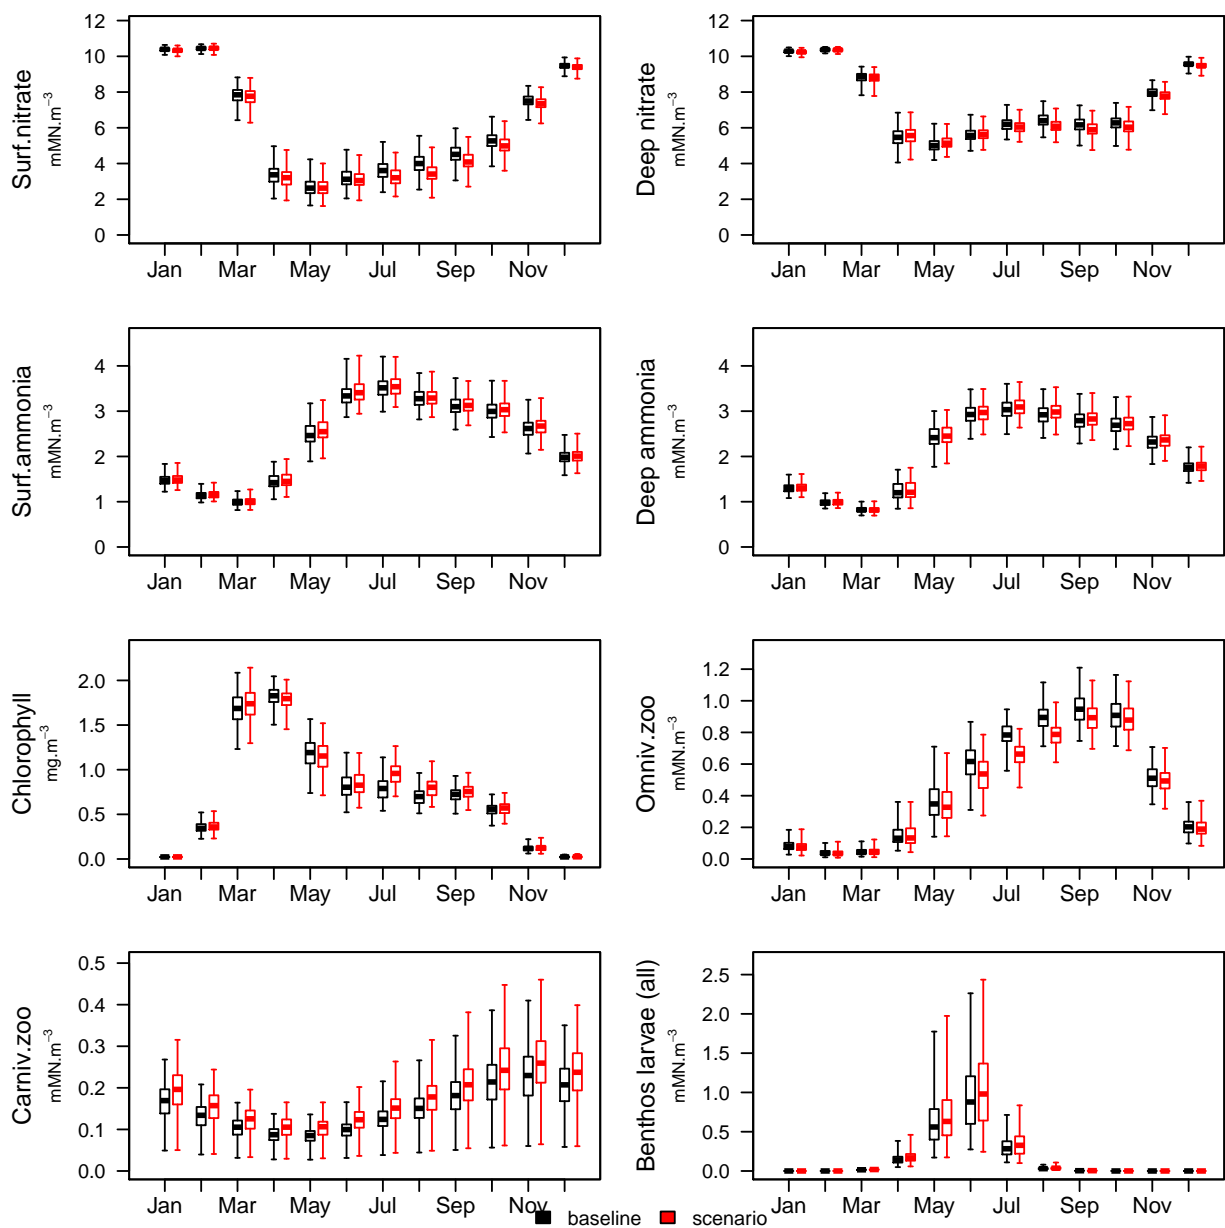 Surf.nitrate
mMN.m⁻³
12
10
8
6
4
2
0
Jan Mar May Jul Sep Nov
Deep nitrate
mMN.m⁻³
12
10
8
6
4
2
0
Jan Mar May Jul Sep Nov
Surf.ammonia
mMN.m⁻³
4
3
2
1
0
Jan Mar May Jul Sep Nov
Deep ammonia
mMN.m⁻³
4
3
2
1
0
Jan Mar May Jul Sep Nov
Chlorophyll
mg.m⁻³
2.0
1.5
1.0
0.5
0.0
Jan Mar May Jul Sep Nov
Omniv.zoo
mMN.m⁻³
1.2
1.0
0.8
0.6
0.4
0.2
0.0
Jan Mar May Jul Sep Nov
Carniv.zoo
mMN.m⁻³
0.5
0.4
0.3
0.2
0.1
0.0
Jan Mar May Jul Sep Nov
Benthos larvae (all)
mMN.m⁻³
2.5
2.0
1.5
1.0
0.5
0.0
Jan Mar May Jul Sep Nov
baseline scenario